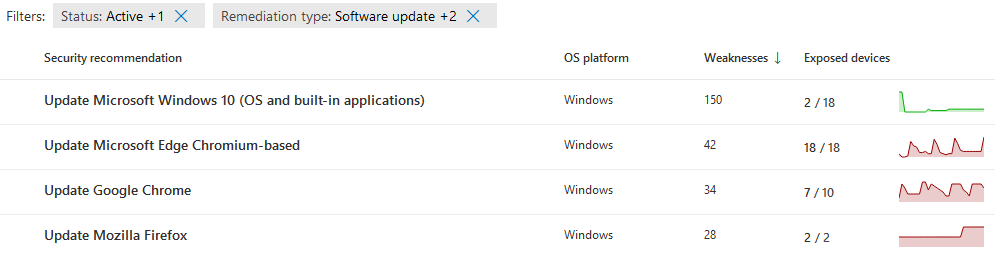 Filters: Status: Active +1 Remediation type: Software update +2
Security recommendation OS platform Weaknesses ↓ Exposed devices
Update Microsoft Windows 10 (OS and built-in applications) Windows 150 2 / 18
Update Microsoft Edge Chromium-based Windows 42 18 / 18
Update Google Chrome Windows 34 7 / 10
Update Mozilla Firefox Windows 28 2 / 2